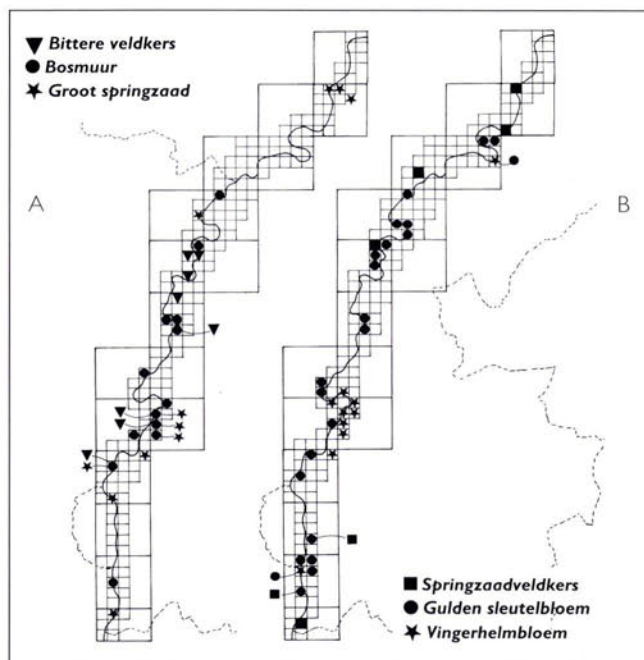 Bittere veldkers
Bosmuur
Groot springzaad
A
B
Springzaadveldkers
Gulden sleutelbloem
Vingerhelmbloem